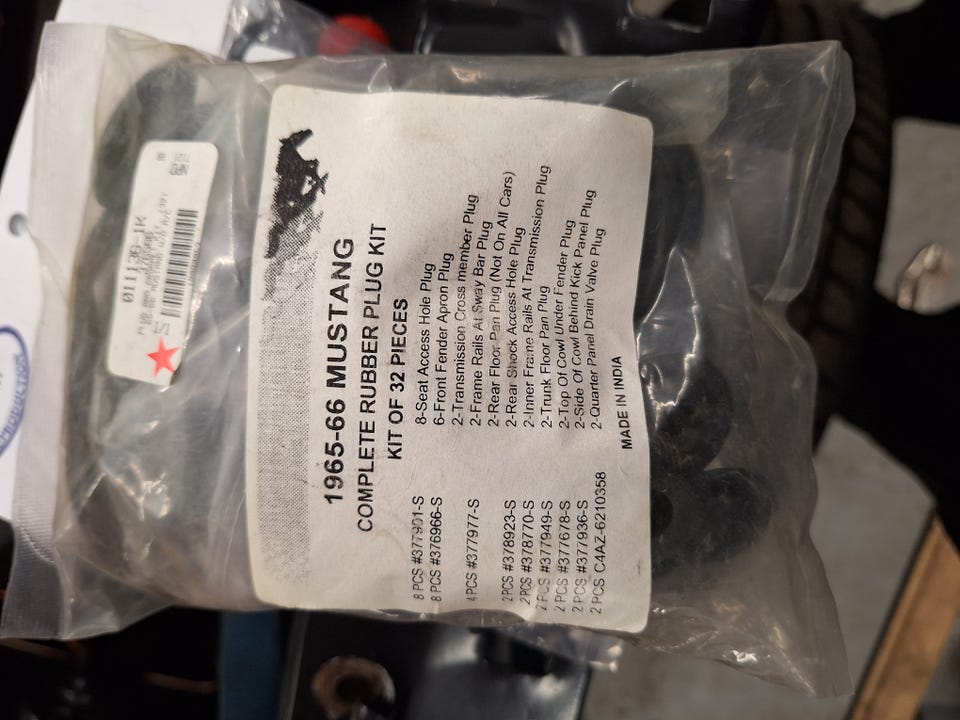 1965-66 MUSTANG
COMPLETE RUBBER PLUG KIT
KIT OF 32 PIECES
8 PCS #377901-S 8-Seat Access Hole Plug
8 PCS #376966-S 6-Front Fender Apron Plug
2-Transmission Cross member Plug
4 PCS #377977-S 2-Frame Rails At Sway Bar Plug
2-Rear Floor Pan Plug (Not On All Cars)
2 PCS #378923-S 2-Rear Shock Access Hole Plug
2 PCS #378770-S 2-Inner Frame Rails At Transmission Plug
2 PCS #377949-S 2-Trunk Floor Pan Plug
2 PCS #377678-S 2-Top Of Cowl Under Fender Plug
2 PCS #377936-S 2-Side Of Cowl Behind Kick Panel Plug
2 PCS C4AZ-6210358 2-Quarter Panel Drain Valve Plug
MADE IN INDIA
01113G 1K